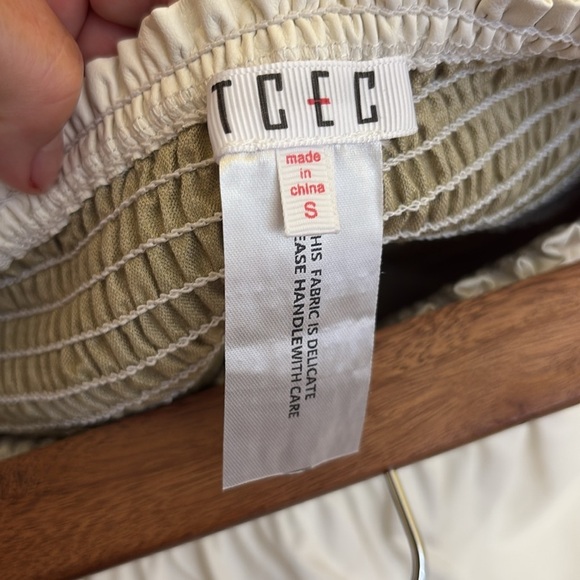 TCEC
made
in
china
S
HIS FABRIC IS DELICATE
EASE HANDLEWITH CARE